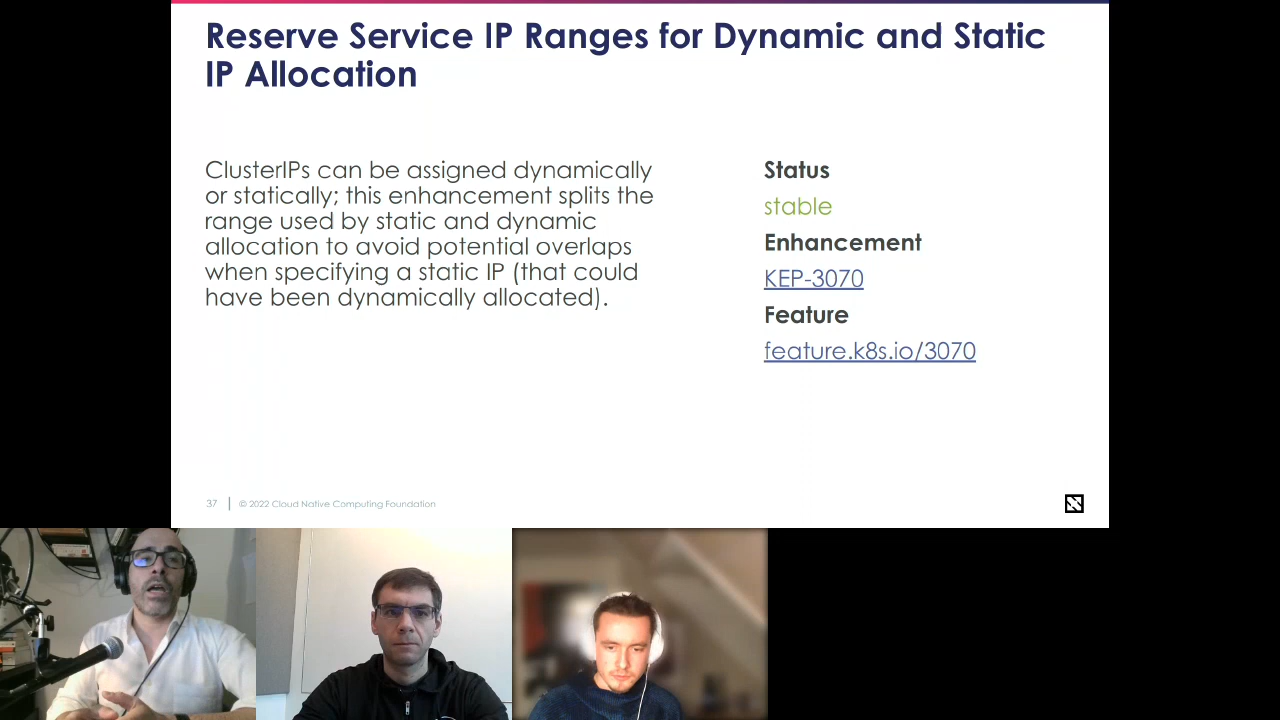 Reserve Service IP Ranges for Dynamic and Static
IP Allocation
ClusterIPs can be assigned dynamically
or statically; this enhancement splits the
range used by static and dynamic
allocation to avoid potential overlaps
when specifying a static IP (that could
have been dynamically allocated).
Status
stable
Enhancement
KEP-3070
Feature
feature.k8s.io/3070
37
© 2022 Cloud Native Computing Foundation